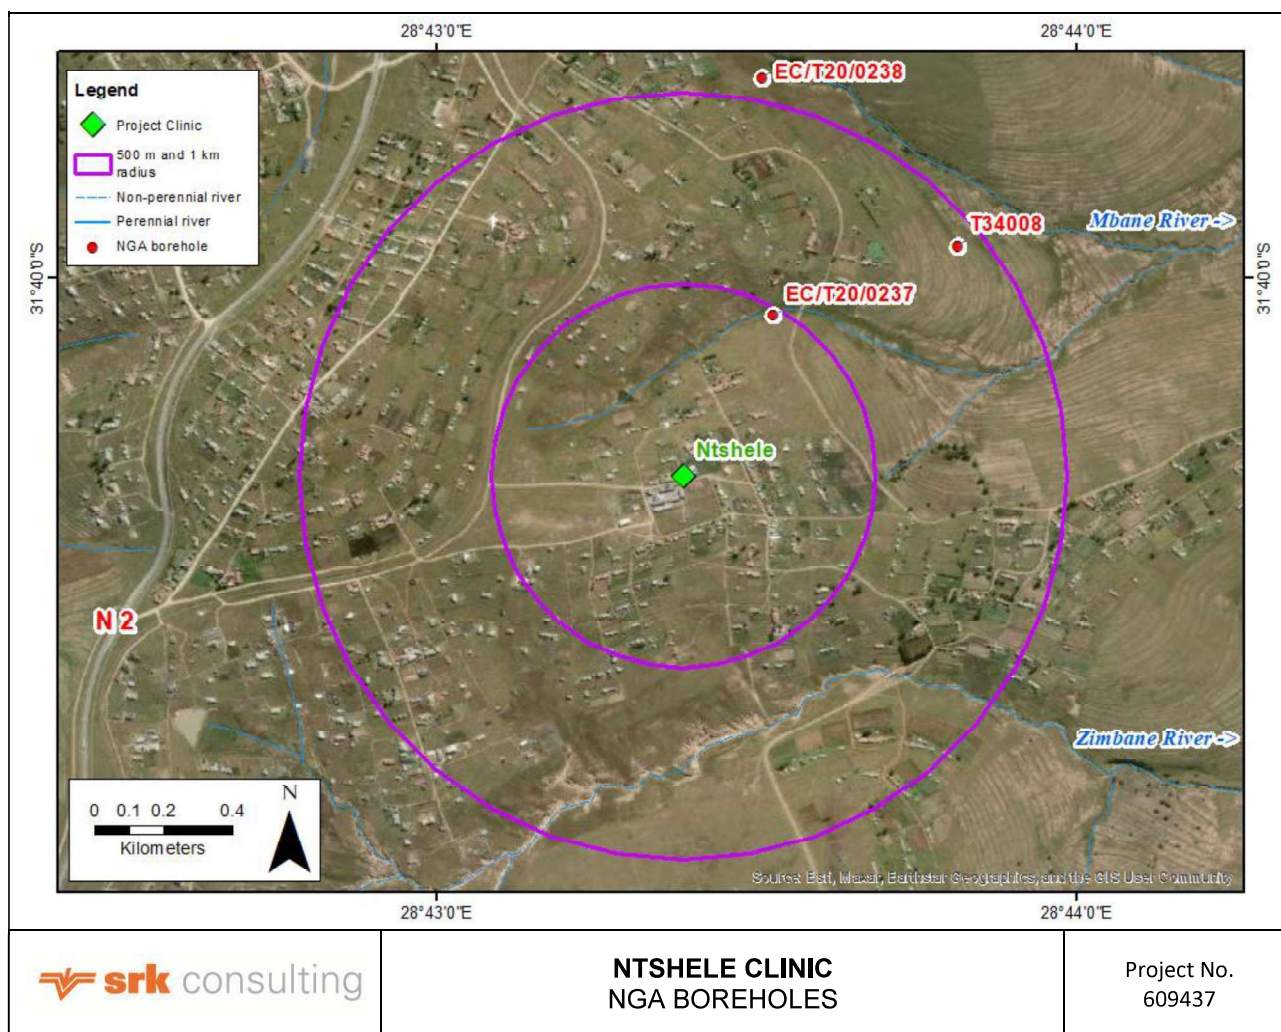 28°43'0"E
28°44'0"E
EC/T20/0238
Legend
Project Clinic
500 m and 1 km
radius
Non-perennial river
Perennial river
NGA borehole
T34008
Mbane River ->
31°40'0"S
31°40'0"S
EC/T20/0237
Ntshele
N 2
Zimbane River ->
0 0.1 0.2 0.4
Kilometers
N
Source: Esri, Maxar, Earthstar Geographics, and the GIS User Community
28°43'0"E
28°44'0"E
srk consulting
NTSHELE CLINIC
NGA BOREHOLES
Project No.
609437